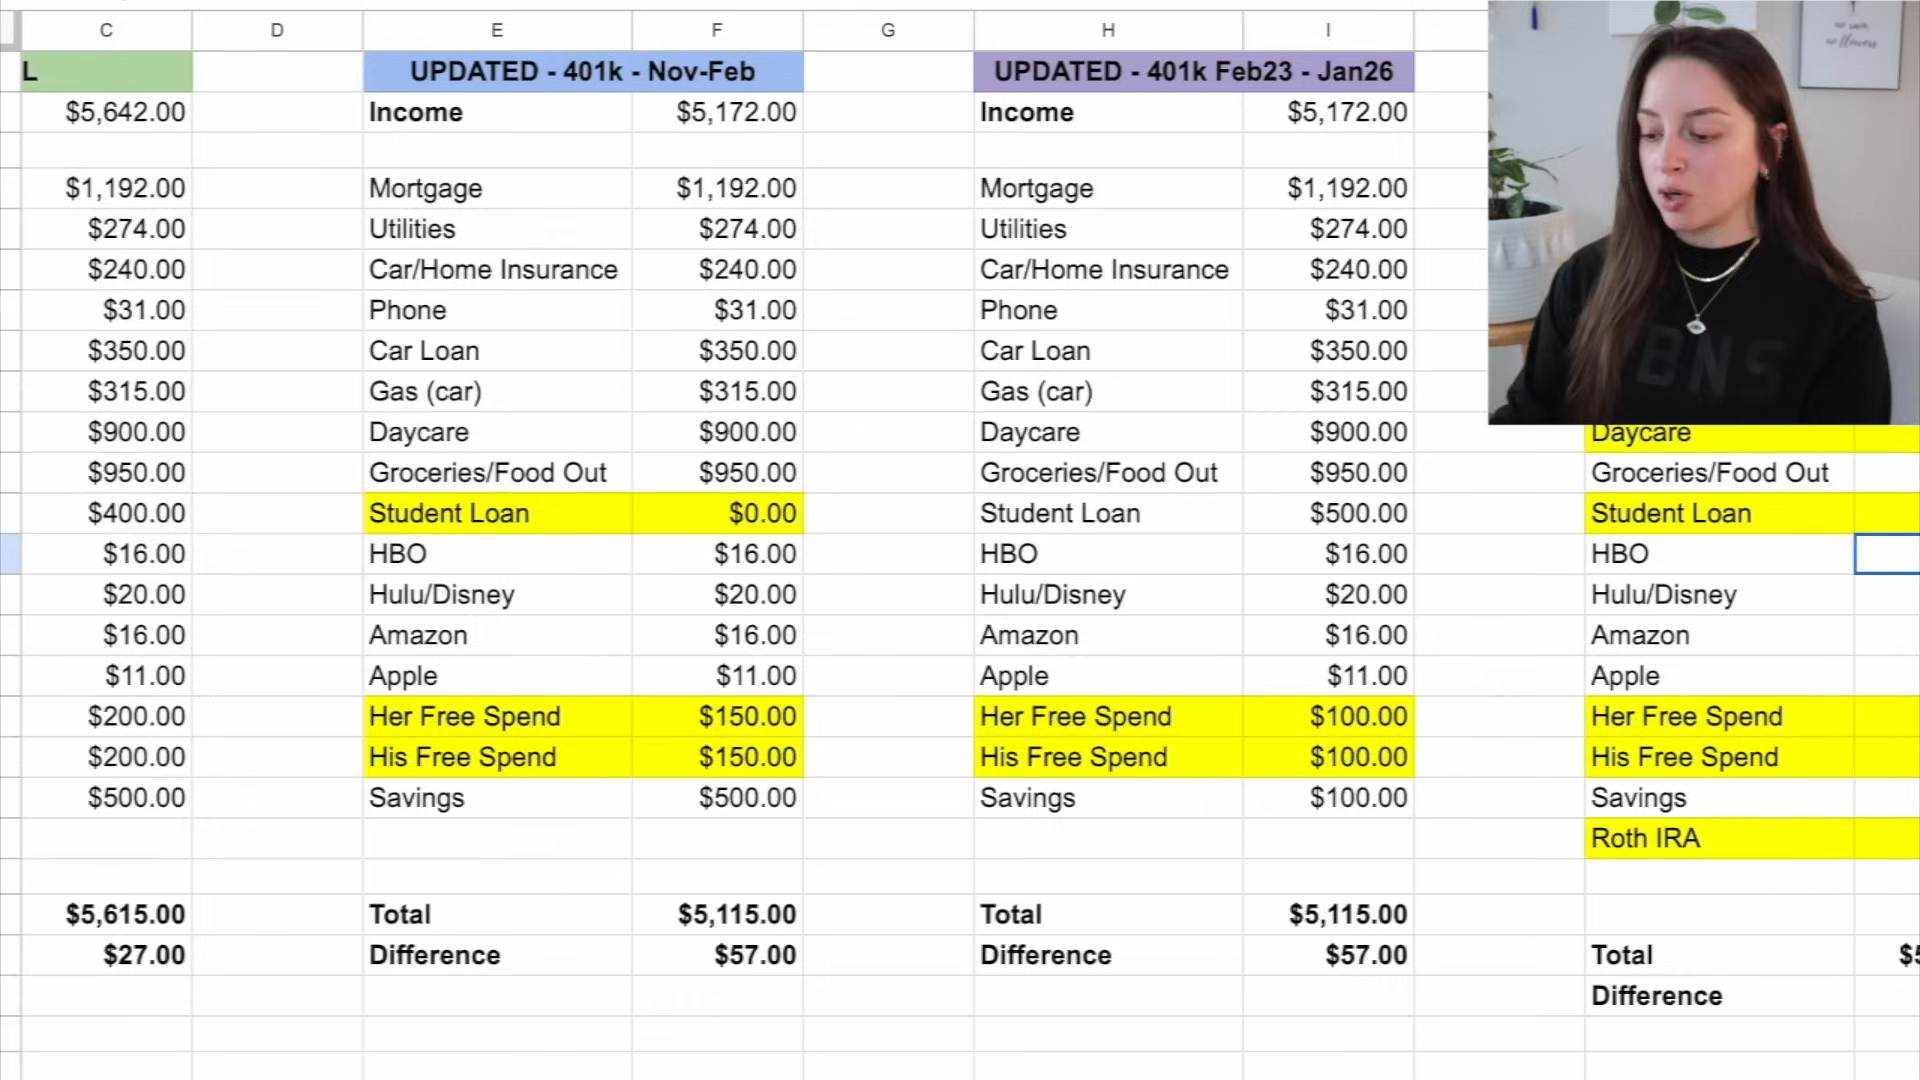 C D E F G H I
L UPDATED - 401k - Nov-Feb UPDATED - 401k Feb23 - Jan26
$5,642.00 Income $5,172.00 Income $5,172.00
$1,192.00 Mortgage $1,192.00 Mortgage $1,192.00
$274.00 Utilities $274.00 Utilities $274.00
$240.00 Car/Home Insurance $240.00 Car/Home Insurance $240.00
$31.00 Phone $31.00 Phone $31.00
$350.00 Car Loan $350.00 Car Loan $350.00
$315.00 Gas (car) $315.00 Gas (car) $315.00
$900.00 Daycare $900.00 Daycare $900.00 Daycare
$950.00 Groceries/Food Out $950.00 Groceries/Food Out $950.00 Groceries/Food Out
$400.00 Student Loan $0.00 Student Loan $500.00 Student Loan
$16.00 HBO $16.00 HBO $16.00 HBO
$20.00 Hulu/Disney $20.00 Hulu/Disney $20.00 Hulu/Disney
$16.00 Amazon $16.00 Amazon $16.00 Amazon
$11.00 Apple $11.00 Apple $11.00 Apple
$200.00 Her Free Spend $150.00 Her Free Spend $100.00 Her Free Spend
$200.00 His Free Spend $150.00 His Free Spend $100.00 His Free Spend
$500.00 Savings $500.00 Savings $100.00 Savings
Roth IRA
$5,615.00 Total $5,115.00 Total $5,115.00
$27.00 Difference $57.00 Difference $57.00 Total $5
Difference
no rain,
no flowers
BNS